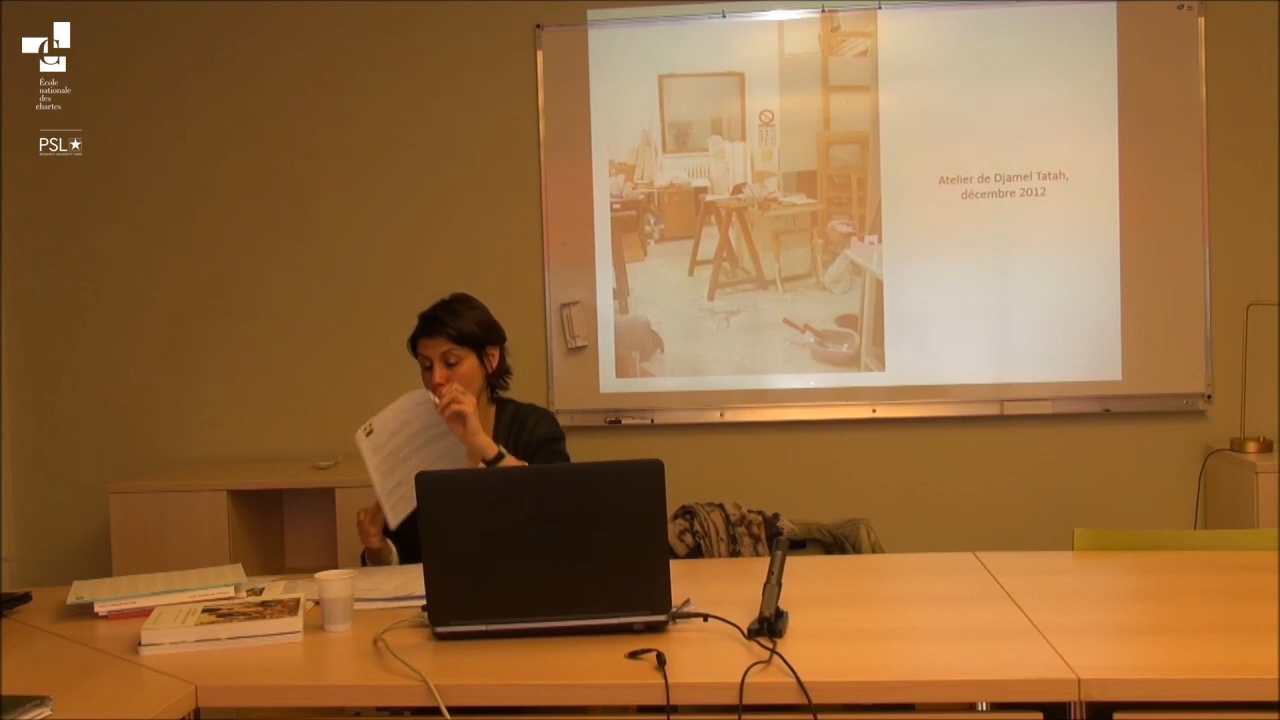 École
nationale
des
chartes
PSL
Atelier de Djamel Tatah,
décembre 2012